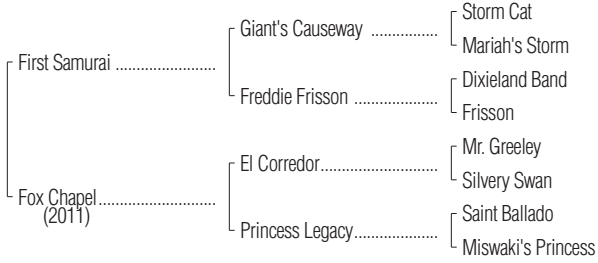 Storm Cat
Giant's Causeway ................
Mariah's Storm
First Samurai ........................
Dixieland Band
Freddie Frisson ....................
Frisson
Mr. Greeley
El Corredor............................
Silvery Swan
Fox Chapel............................
(2011)
Saint Ballado
Princess Legacy....................
Miswaki's Princess